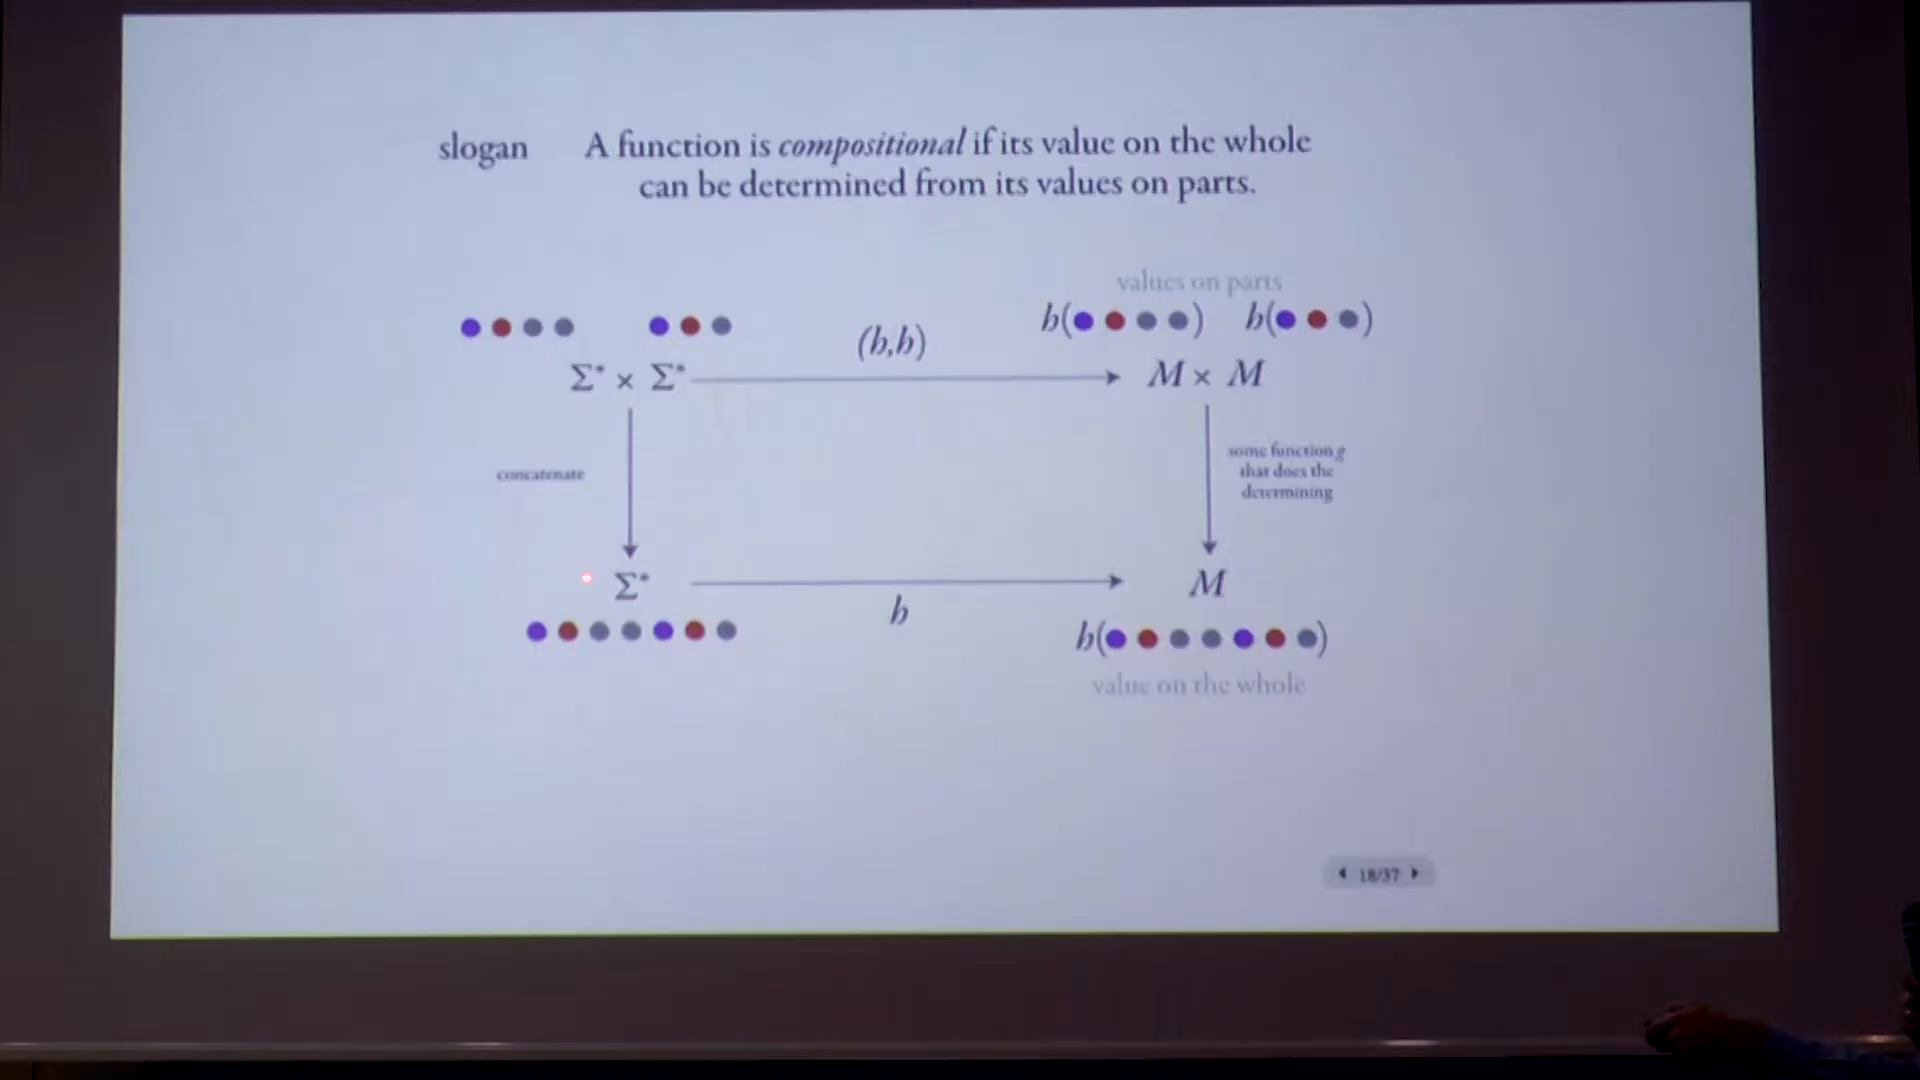 slogan A function is compositional if its value on the whole
can be determined from its values on parts.
values on parts
h(● ● ● ●) h(● ● ●)
(h,h)
Σ* × Σ* M × M
concatenate
some function g
that does the
determining
Σ* M
h
h(● ● ● ● ● ● ●)
value on the whole
18/37